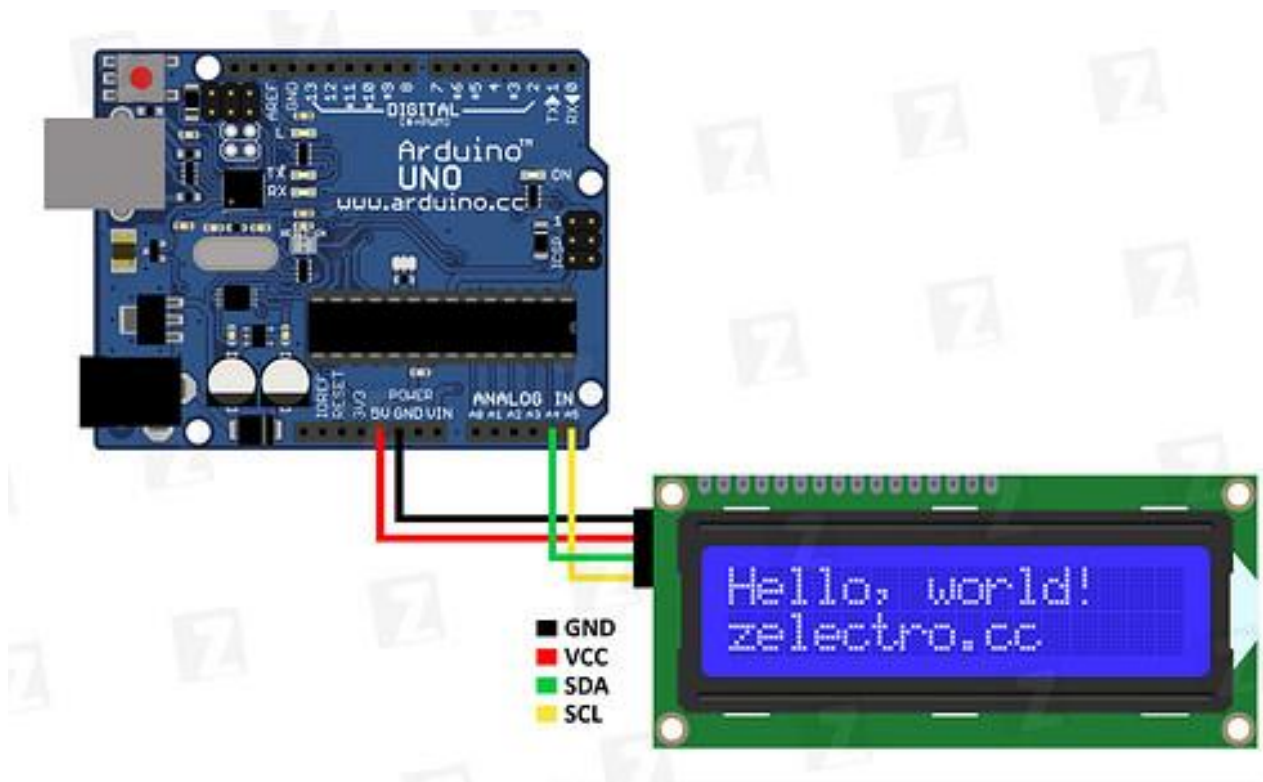 AREF
GND
13
12
*11
*10
*9
8
7
*6
*5
4
*3
2
TX▶1
RX◀0
DIGITAL
L
TX
RX
Arduino™
UNO
www.arduino.cc
ON
1
ICSP
IOREF
RESET
3V3
5V GND VIN
POWER
ANALOG IN
A0 A1 A2 A3 A4 A5
Hello, world!
zelectro.cc
GND
VCC
SDA
SCL